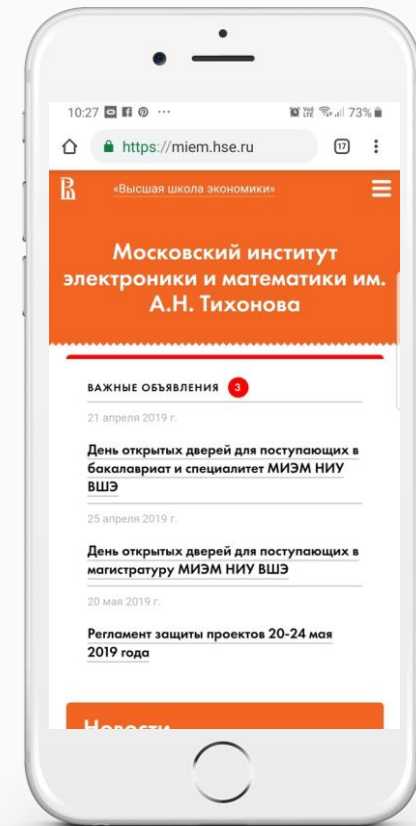 10:27
73%
https://miem.hse.ru
17
«Высшая школа экономики»
Московский институт
электроники и математики им.
А.Н. Тихонова
ВАЖНЫЕ ОБЪЯВЛЕНИЯ 3
21 апреля 2019 г.
День открытых дверей для поступающих в
бакалавриат и специалитет МИЭМ НИУ
ВШЭ
25 апреля 2019 г.
День открытых дверей для поступающих в
магистратуру МИЭМ НИУ ВШЭ
20 мая 2019 г.
Регламент защиты проектов 20-24 мая
2019 года
Новости